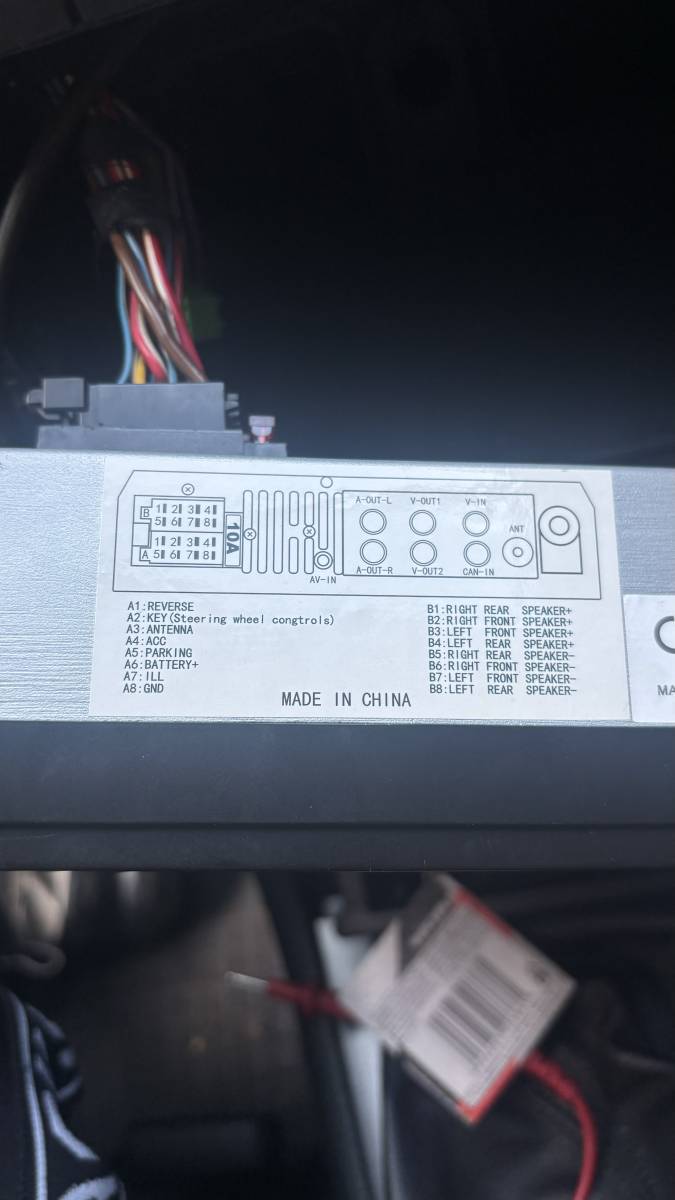 A-OUT-L V-OUT1 V-IN
B 1 2 3 4
5 6 7 8
10A
ANT
1 2 3 4
A 5 6 7 8
AV-IN
A-OUT-R V-OUT2 CAN-IN
A1:REVERSE
A2:KEY(Steering wheel congtrols)
A3:ANTENNA
A4:ACC
A5:PARKING
A6:BATTERY+
A7:ILL
A8:GND
B1:RIGHT REAR SPEAKER+
B2:RIGHT FRONT SPEAKER+
B3:LEFT FRONT SPEAKER+
B4:LEFT REAR SPEAKER+
B5:RIGHT REAR SPEAKER-
B6:RIGHT FRONT SPEAKER-
B7:LEFT FRONT SPEAKER-
B8:LEFT REAR SPEAKER-
MADE IN CHINA
MA